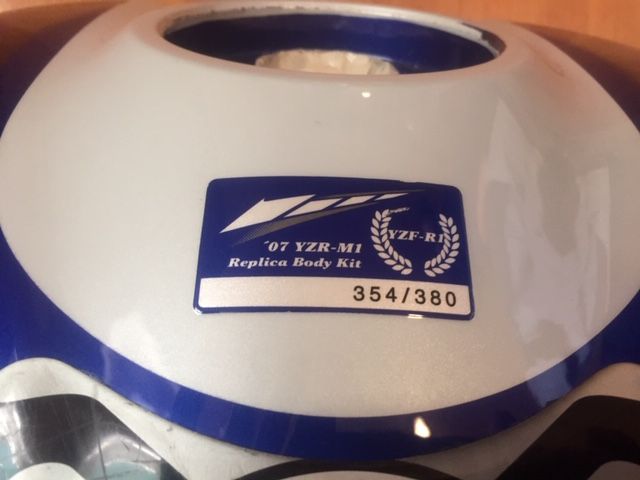 ´07 YZR-M1
Replica Body Kit
YZF-R1
354/380